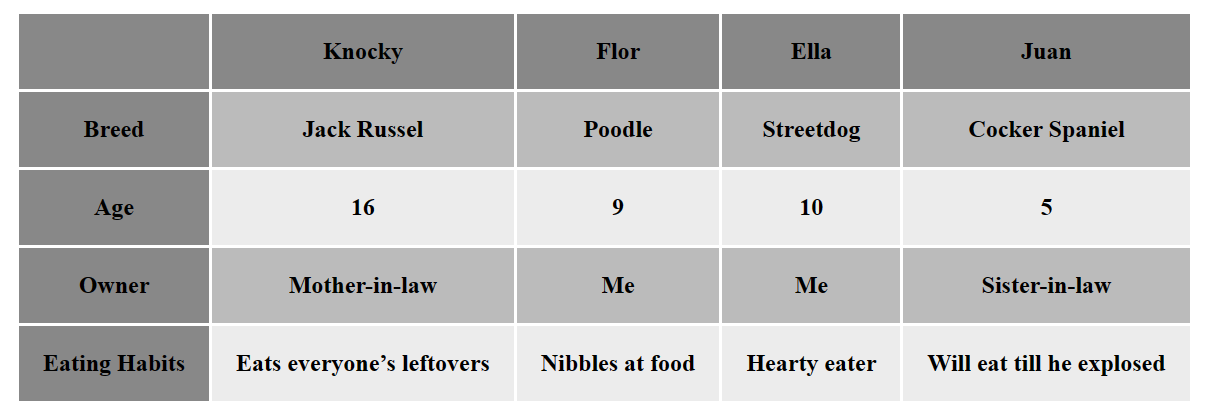 Knocky Flor Ella Juan
Breed Jack Russel Poodle Streetdog Cocker Spaniel
Age 16 9 10 5
Owner Mother-in-law Me Me Sister-in-law
Eating Habits Eats everyone’s leftovers Nibbles at food Hearty eater Will eat till he explosed